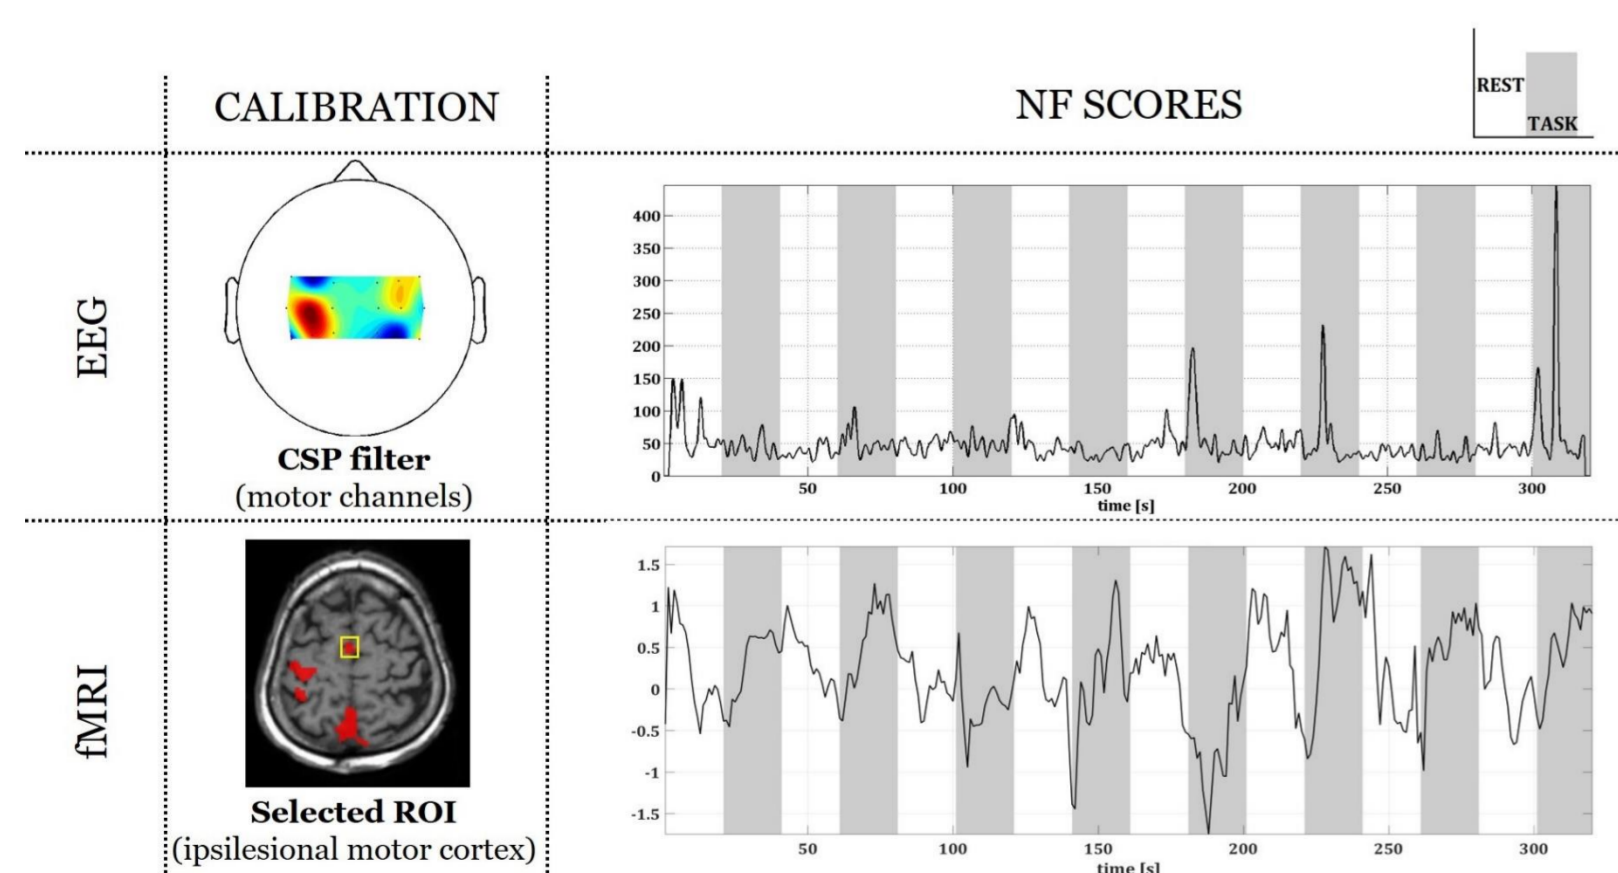 REST
TASK
CALIBRATION
NF SCORES
EEG
CSP filter
(motor channels)
400
350
300
250
200
150
100
50
0
50 100 150 200 250 300
time [s]
fMRI
Selected ROI
(ipsilesional motor cortex)
1.5
1
0.5
0
-0.5
-1
-1.5
50 100 150 200 250 300
time [s]